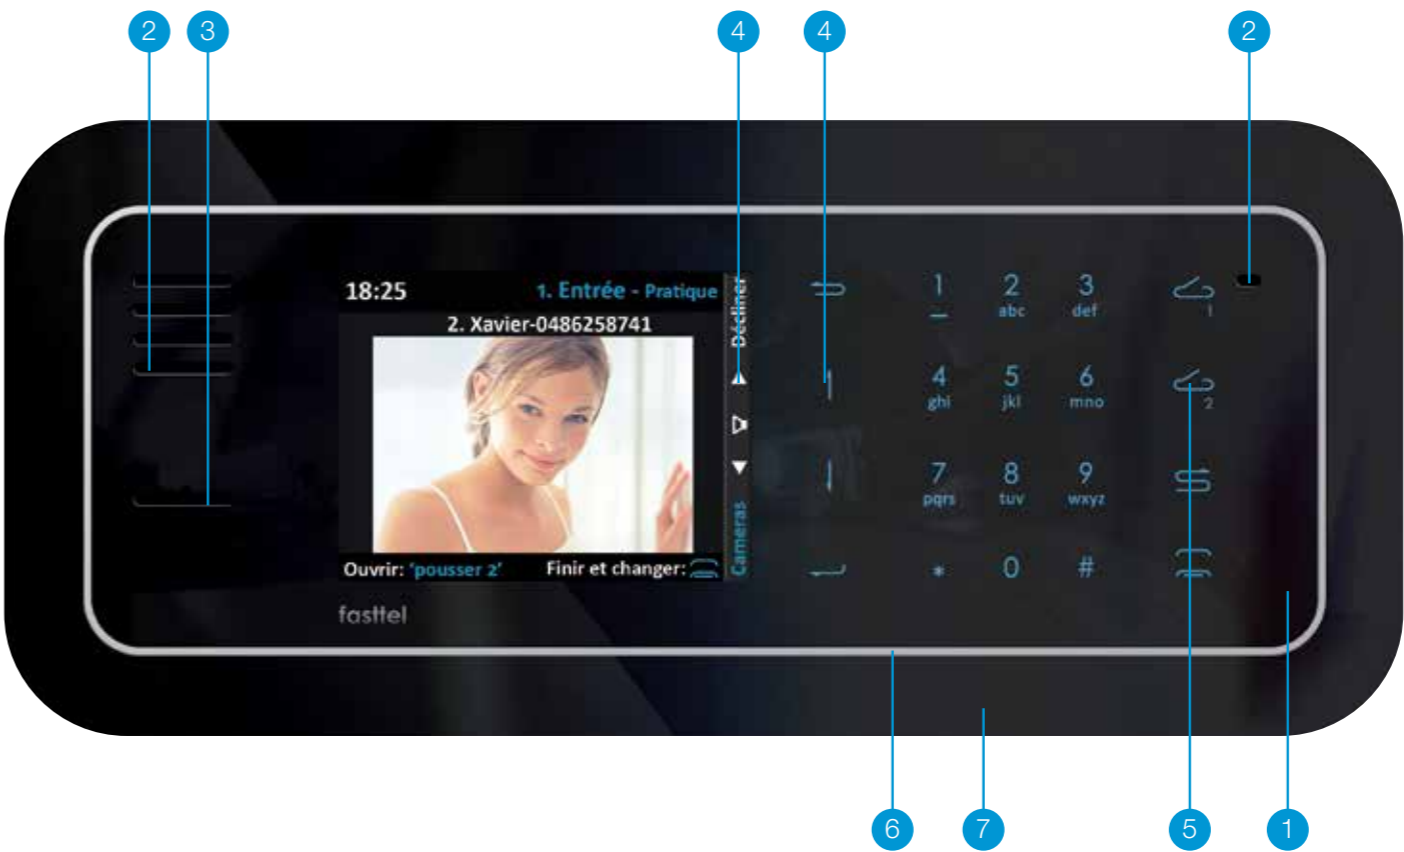 2 3 4 4 2
18:25 1. Entrée - Pratique
2. Xavier-0486258741
Décliner
Cameras
Ouvrir: 'pousser 2' Finir et changer:
fasttel
1 2 3 1
abc def
4 5 6 2
ghi jkl mno
7 8 9
pqrs tuv wxyz
* 0 #
6 7 5 1